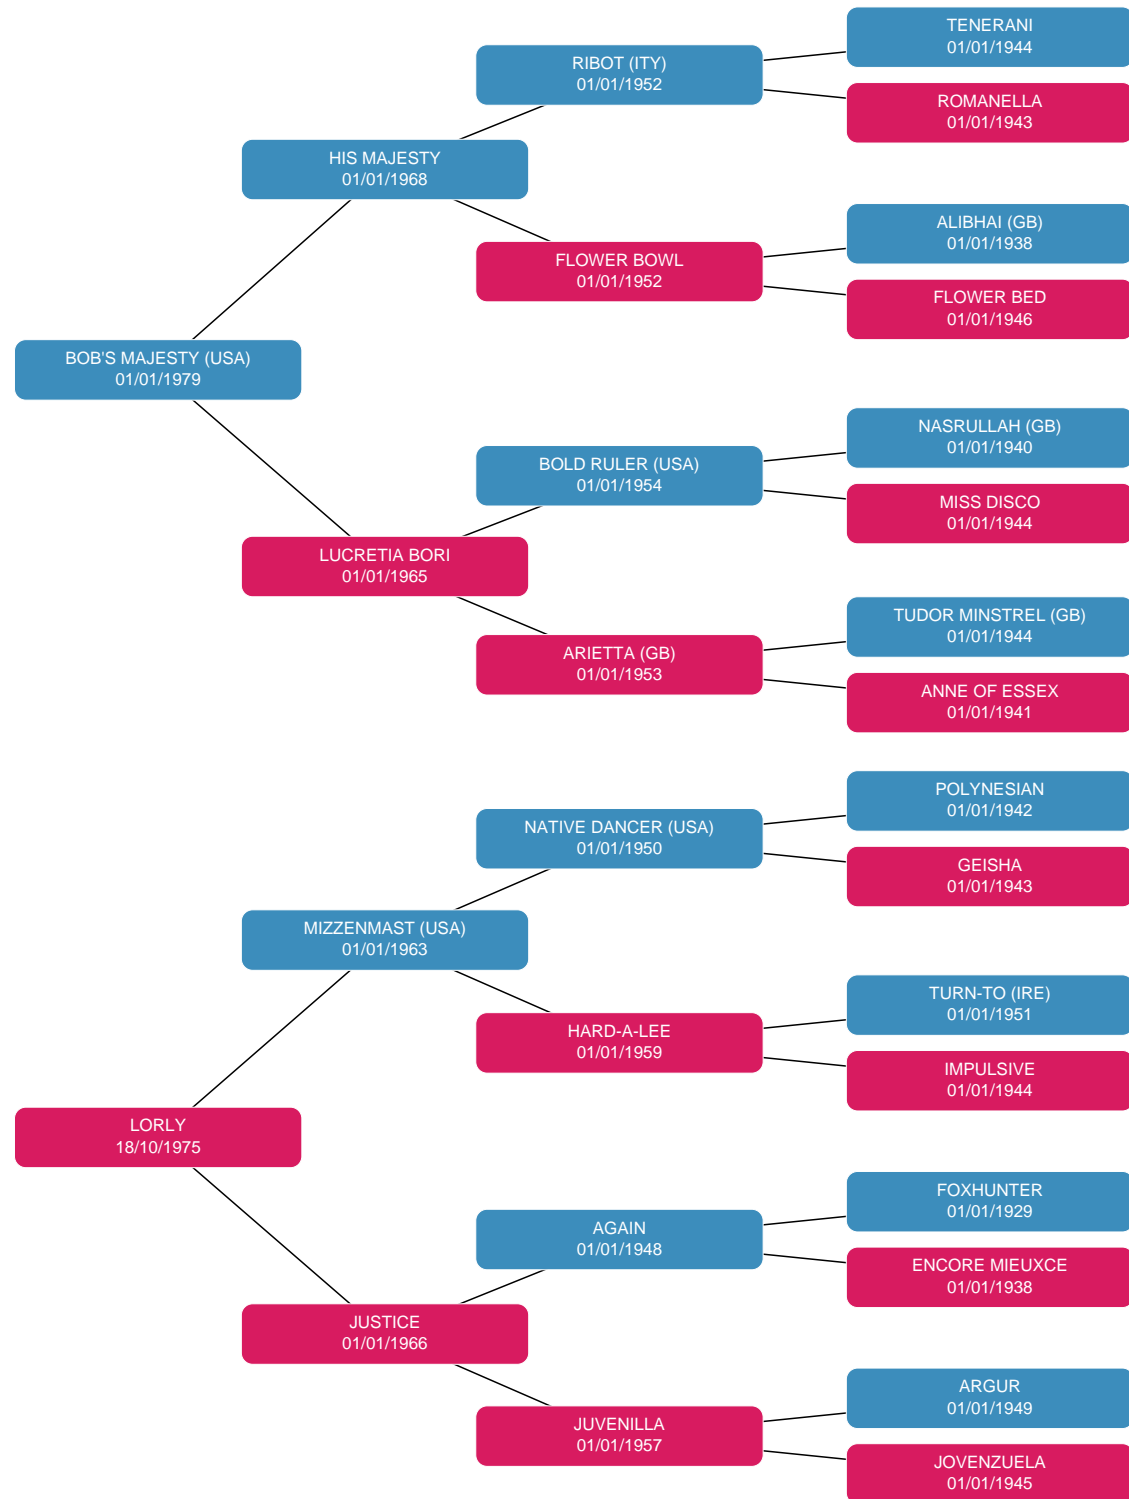 TENERANI
01/01/1944
RIBOT (ITY)
01/01/1952
ROMANELLA
01/01/1943
HIS MAJESTY
01/01/1968
ALIBHAI (GB)
01/01/1938
FLOWER BOWL
01/01/1952
FLOWER BED
01/01/1946
BOB'S MAJESTY (USA)
01/01/1979
NASRULLAH (GB)
01/01/1940
BOLD RULER (USA)
01/01/1954
MISS DISCO
01/01/1944
LUCRETIA BORI
01/01/1965
TUDOR MINSTREL (GB)
01/01/1944
ARIETTA (GB)
01/01/1953
ANNE OF ESSEX
01/01/1941
POLYNESIAN
01/01/1942
NATIVE DANCER (USA)
01/01/1950
GEISHA
01/01/1943
MIZZENMAST (USA)
01/01/1963
TURN-TO (IRE)
01/01/1951
HARD-A-LEE
01/01/1959
IMPULSIVE
01/01/1944
LORLY
18/10/1975
FOXHUNTER
01/01/1929
AGAIN
01/01/1948
ENCORE MIEUXCE
01/01/1938
JUSTICE
01/01/1966
ARGUR
01/01/1949
JUVENILLA
01/01/1957
JOVENZUELA
01/01/1945